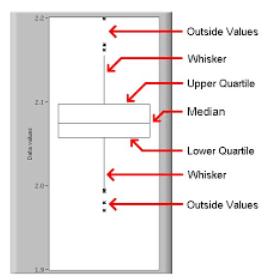 2.2
Outside Values
Whisker
Upper Quartile
2.1
Median
Data values
Lower Quartile
Whisker
2.0
Outside Values
1.9